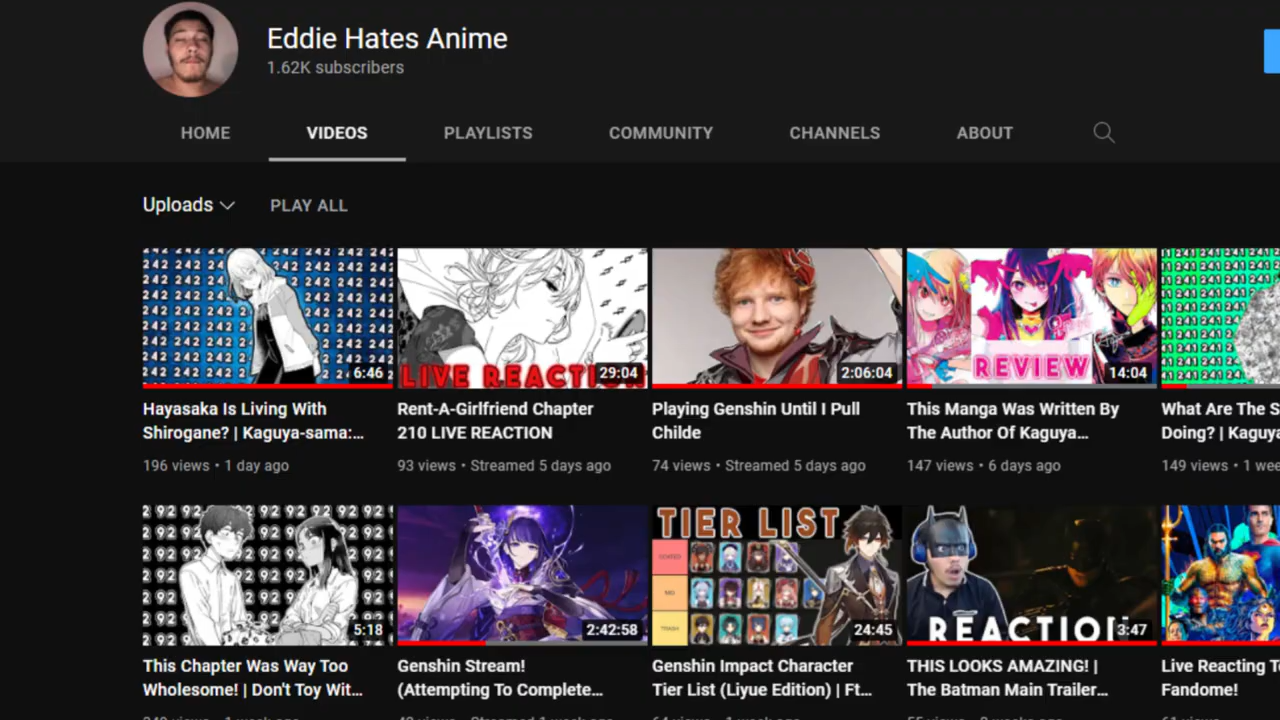 Eddie Hates Anime
1.62K subscribers
HOME VIDEOS PLAYLISTS COMMUNITY CHANNELS ABOUT
Uploads PLAY ALL
6:46
LIVE REACTION
29:04
2:06:04
REVIEW
14:04
Hayasaka Is Living With
Shirogane? | Kaguya-sama:...
196 views • 1 day ago
Rent-A-Girlfriend Chapter
210 LIVE REACTION
93 views • Streamed 5 days ago
Playing Genshin Until I Pull
Childe
74 views • Streamed 5 days ago
This Manga Was Written By
The Author Of Kaguya...
147 views • 6 days ago
What Are The S
Doing? | Kaguya
149 views • 1 wee
5:18
2:42:58
TIER LIST
MID
TRASH
24:45
REACTION
3:47
This Chapter Was Way Too
Wholesome! | Don't Toy Wit...
Genshin Stream!
(Attempting To Complete...
Genshin Impact Character
Tier List (Liyue Edition) | Ft...
THIS LOOKS AMAZING! |
The Batman Main Trailer...
Live Reacting T
Fandome!